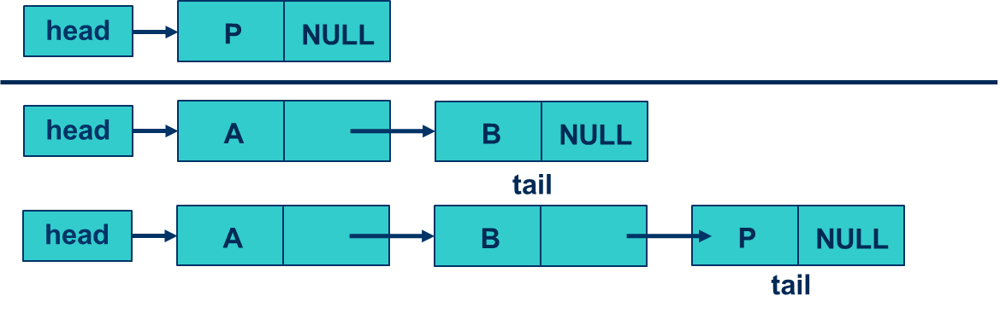 head P NULL
head A B NULL
tail
head A B P NULL
tail